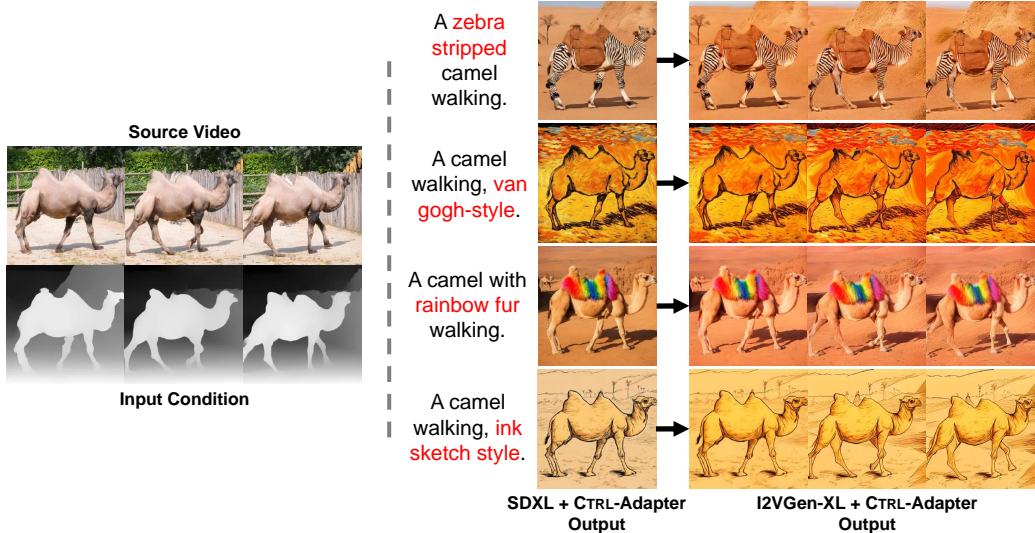 Source Video
Input Condition
A zebra
stripped
camel
walking.
A camel
walking, van
gogh-style.
A camel with
rainbow fur
walking.
A camel
walking, ink
sketch style.
SDXL + CTRL-Adapter
Output
I2VGen-XL + CTRL-Adapter
Output